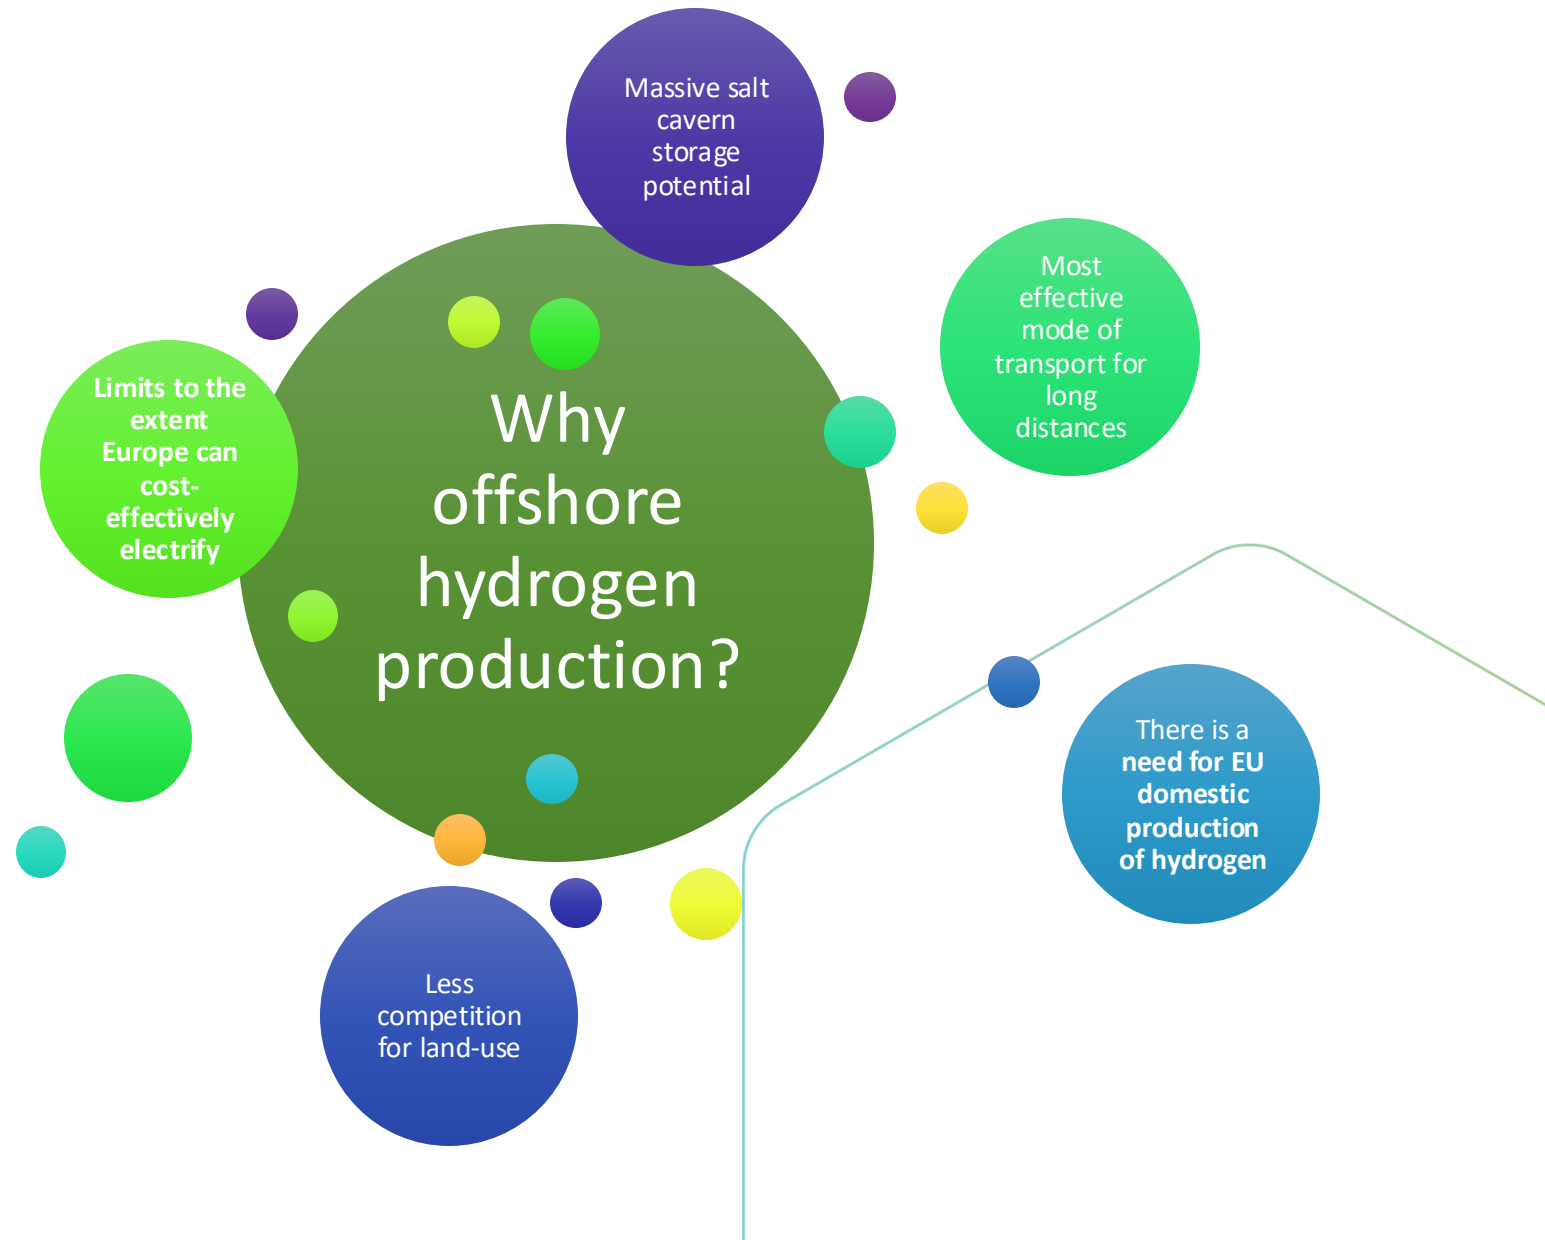 Massive salt
cavern
storage
potential
Most
effective
mode of
transport for
long
distances
Limits to the
extent
Europe can
cost-
effectively
electrify
Why
offshore
hydrogen
production?
There is a
need for EU
domestic
production
of hydrogen
Less
competition
for land-use